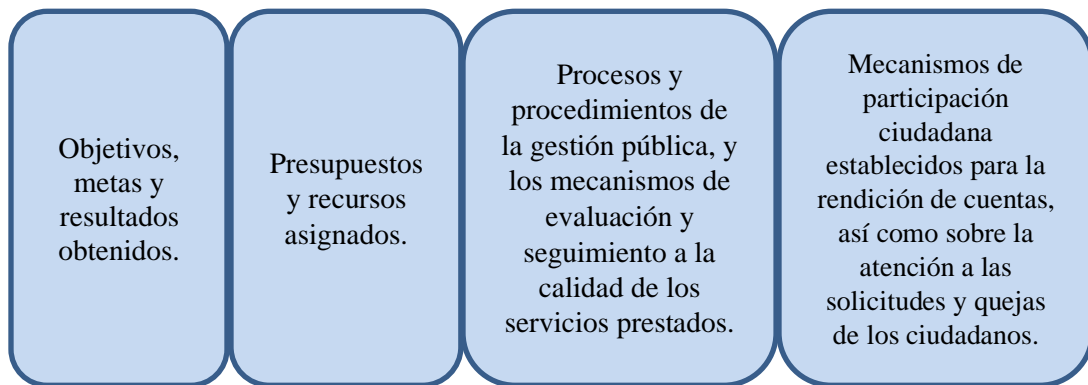 Objetivos,
metas y
resultados
obtenidos.
Presupuestos
y recursos
asignados.
Procesos y
procedimientos de
la gestión pública, y
los mecanismos de
evaluación y
seguimiento a la
calidad de los
servicios prestados.
Mecanismos de
participación
ciudadana
establecidos para la
rendición de cuentas,
así como sobre la
atención a las
solicitudes y quejas
de los ciudadanos.